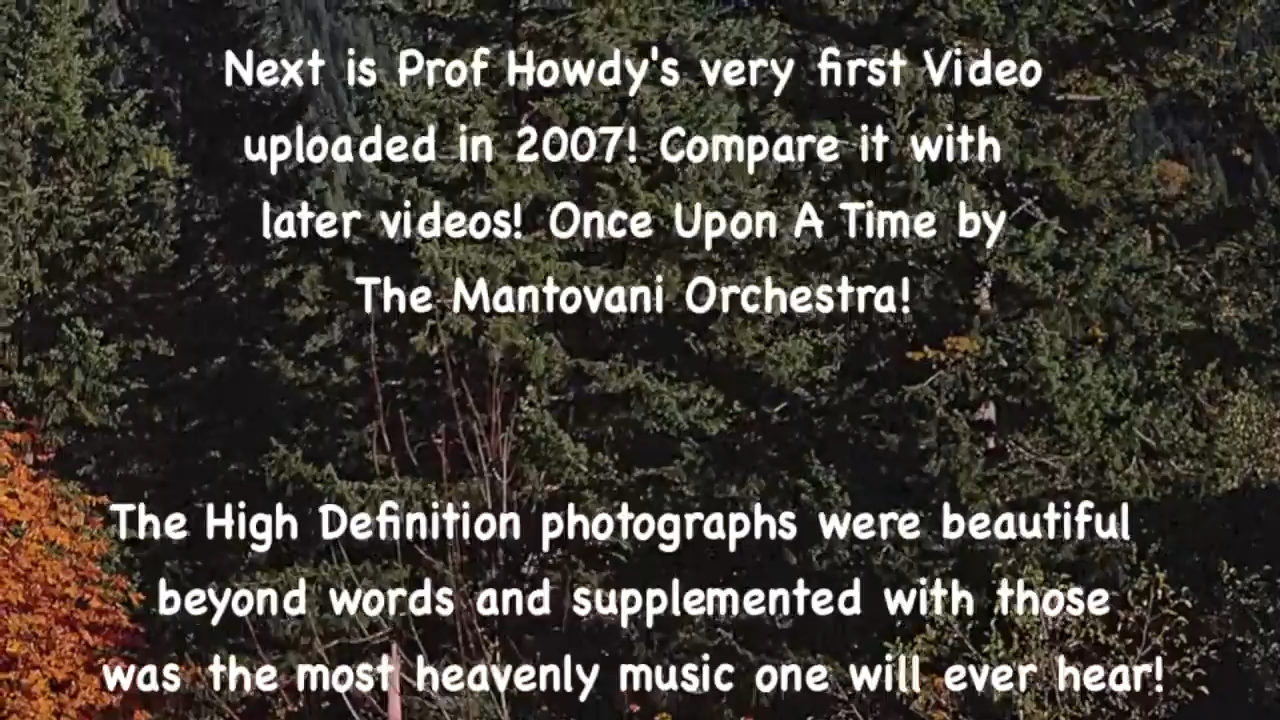 Next is Prof Howdy's very first Video
uploaded in 2007! Compare it with
later videos! Once Upon A Time by
The Mantovani Orchestra!
The High Definition photographs were beautiful
beyond words and supplemented with those
was the most heavenly music one will ever hear!